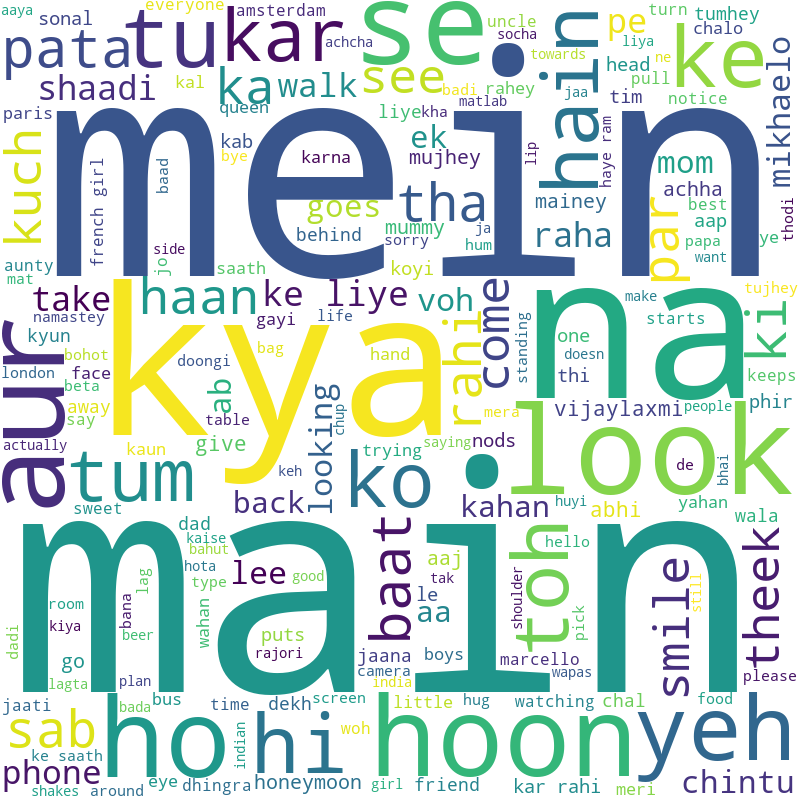 aaya everyone amsterdam uncle turn tumhey
sonal achcha se socha towards pe liya ne chalo
pata tu kar hain ke head pull
shaadi kal ka walk see badi rahey jaa tim notice
paris queen kab liye kha matlab mikhaelo
kuch mein bye karna ek mujhey lip haye ram mom
french girl baad goes tha mainey achha
side behind mummy ja raha par aap best thodi
aunty jo saath sorry hum papa ye
mat koyi want
take haan ke liye voh come make tujhey
namastey gayi life na ki
aur kyun kya bag rahi standing one starts
bohot doongi hand doesn
london beta face ab thi keeps
away table mera vijaylaxmi people phir
say kaun give looking chup saying nods look
actually trying de
tum keh ko bhai
sweet back kahan huyi abhi yahan wala
dad baat toh hello theek
kaise bahut aaj smile still
hota type lee good tak shoulder pick
main
room lag le aa
dadi kiya bana beer wahan puts
go rajori jaana boys marcello
lagta plan camera india wapas please
jaati bus time dekh screen little hug watching chal food
sab bada ho hi woh hoon yeh
phone ke saath indian
shakes around eye dhingra honeymoon girl friend kar rahi meri chintu